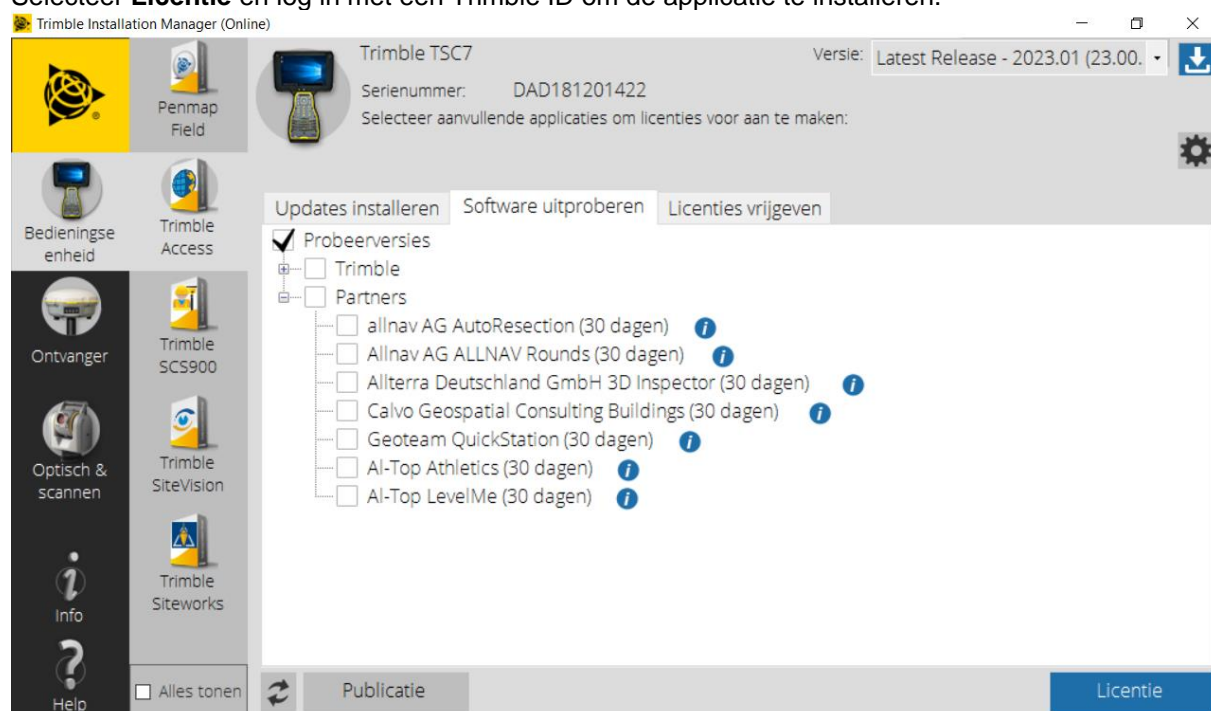 Selecteer Licentie en log in met een Trimble ID om de applicatie te installeren.
Trimble Installation Manager (Online)
Penmap
Field
Trimble TSC7
Serienummer: DAD181201422
Selecteer aanvullende applicaties om licenties voor aan te maken:
Versie: Latest Release - 2023.01 (23.00.
Bedieningse
enheid
Trimble
Access
Updates installeren Software uitproberen Licenties vrijgeven
Probeerversies
Trimble
Partners
allnav AG AutoResection (30 dagen)
Allnav AG ALLNAV Rounds (30 dagen)
Allterra Deutschland GmbH 3D Inspector (30 dagen)
Calvo Geospatial Consulting Buildings (30 dagen)
Geoteam QuickStation (30 dagen)
Al-Top Athletics (30 dagen)
Al-Top LevelMe (30 dagen)
Ontvanger
Trimble
SCS900
Optisch &
scannen
Trimble
SiteVision
Info
Trimble
Siteworks
Help
Alles tonen
Publicatie
Licentie